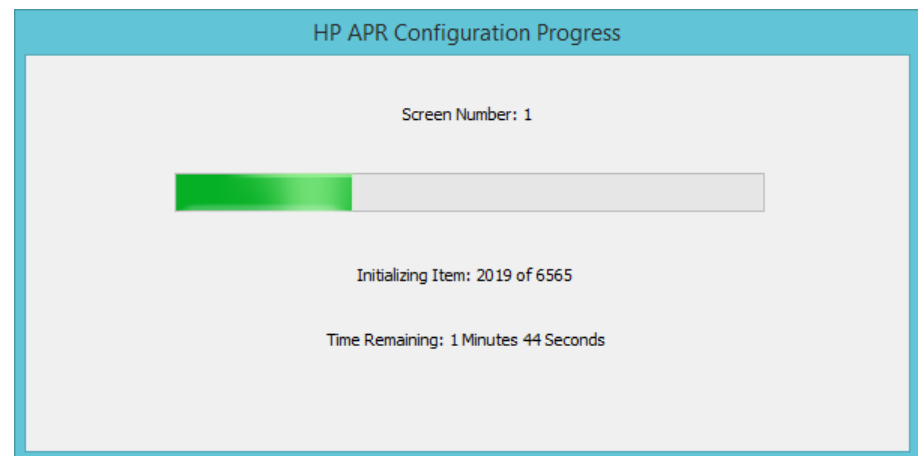 HP APR Configuration Progress
Screen Number: 1
Initializing Item: 2019 of 6565
Time Remaining: 1 Minutes 44 Seconds